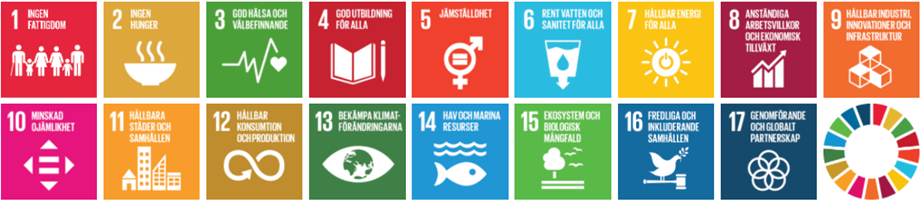 1 INGEN
FATTIGDOM
2 INGEN
HUNGER
3 GOD HÄLSA OCH
VÄLBEFINNANDE
4 GOD UTBILDNING
FÖR ALLA
5 JÄMSTÄLLDHET
6 RENT VATTEN OCH
SANITET FÖR ALLA
7 HÅLLBAR ENERGI
FÖR ALLA
8 ANSTÄNDIGA
ARBETSVILLKOR
OCH EKONOMISK
TILLVÄXT
9 HÅLLBAR INDUSTRI,
INNOVATIONER OCH
INFRASTRUKTUR
10 MINSKAD
OJÄMLIKHET
11 HÅLLBARA
STÄDER OCH
SAMHÄLLEN
12 HÅLLBAR
KONSUMTION
OCH PRODUKTION
13 BEKÄMPA KLIMAT-
FÖRÄNDRINGARNA
14 HAV OCH MARINA
RESURSER
15 EKOSYSTEM OCH
BIOLOGISK
MÅNGFALD
16 FREDLIGA OCH
INKLUDERANDE
SAMHÄLLEN
17 GENOMFÖRANDE
OCH GLOBALT
PARTNERSKAP